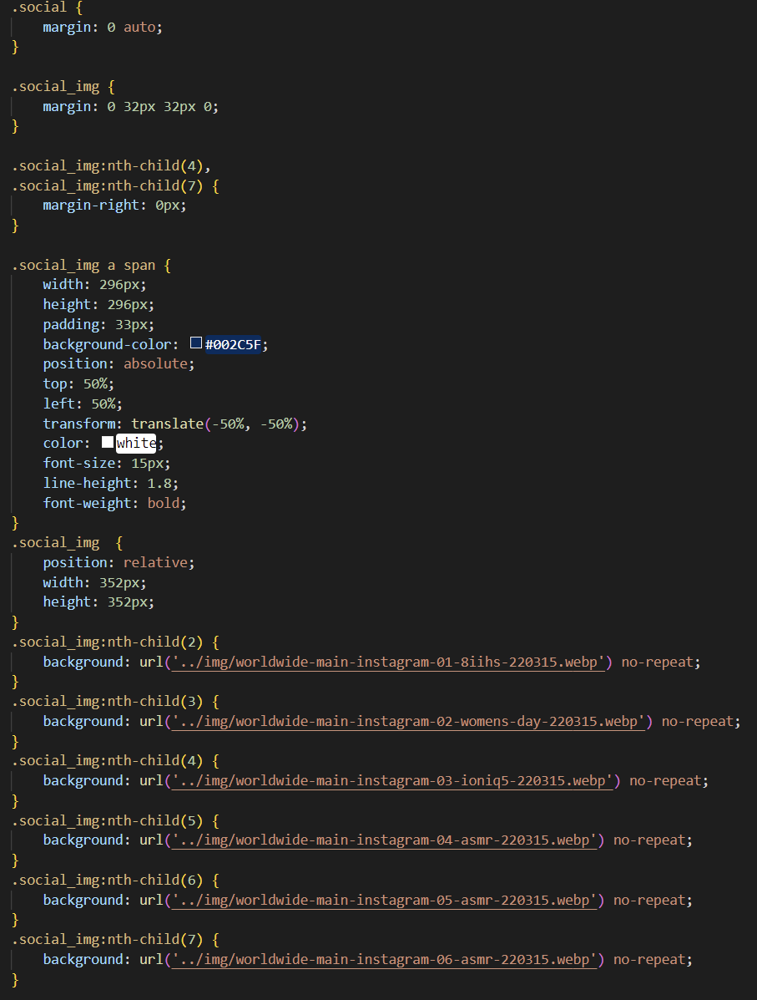 .social {
    margin: 0 auto;
}

.social_img {
    margin: 0 32px 32px 0;
}

.social_img:nth-child(4),
.social_img:nth-child(7) {
    margin-right: 0px;
}

.social_img a span {
    width: 296px;
    height: 296px;
    padding: 33px;
    background-color: #002C5F;
    position: absolute;
    top: 50%;
    left: 50%;
    transform: translate(-50%, -50%);
    color: white;
    font-size: 15px;
    line-height: 1.8;
    font-weight: bold;
}
.social_img  {
    position: relative;
    width: 352px;
    height: 352px;
}
.social_img:nth-child(2) {
    background: url('../img/worldwide-main-instagram-01-8iihs-220315.webp') no-repeat;
}
.social_img:nth-child(3) {
    background: url('../img/worldwide-main-instagram-02-womens-day-220315.webp') no-repeat;
}
.social_img:nth-child(4) {
    background: url('../img/worldwide-main-instagram-03-ioniq5-220315.webp') no-repeat;
}
.social_img:nth-child(5) {
    background: url('../img/worldwide-main-instagram-04-asmr-220315.webp') no-repeat;
}
.social_img:nth-child(6) {
    background: url('../img/worldwide-main-instagram-05-asmr-220315.webp') no-repeat;
}
.social_img:nth-child(7) {
    background: url('../img/worldwide-main-instagram-06-asmr-220315.webp') no-repeat;
}